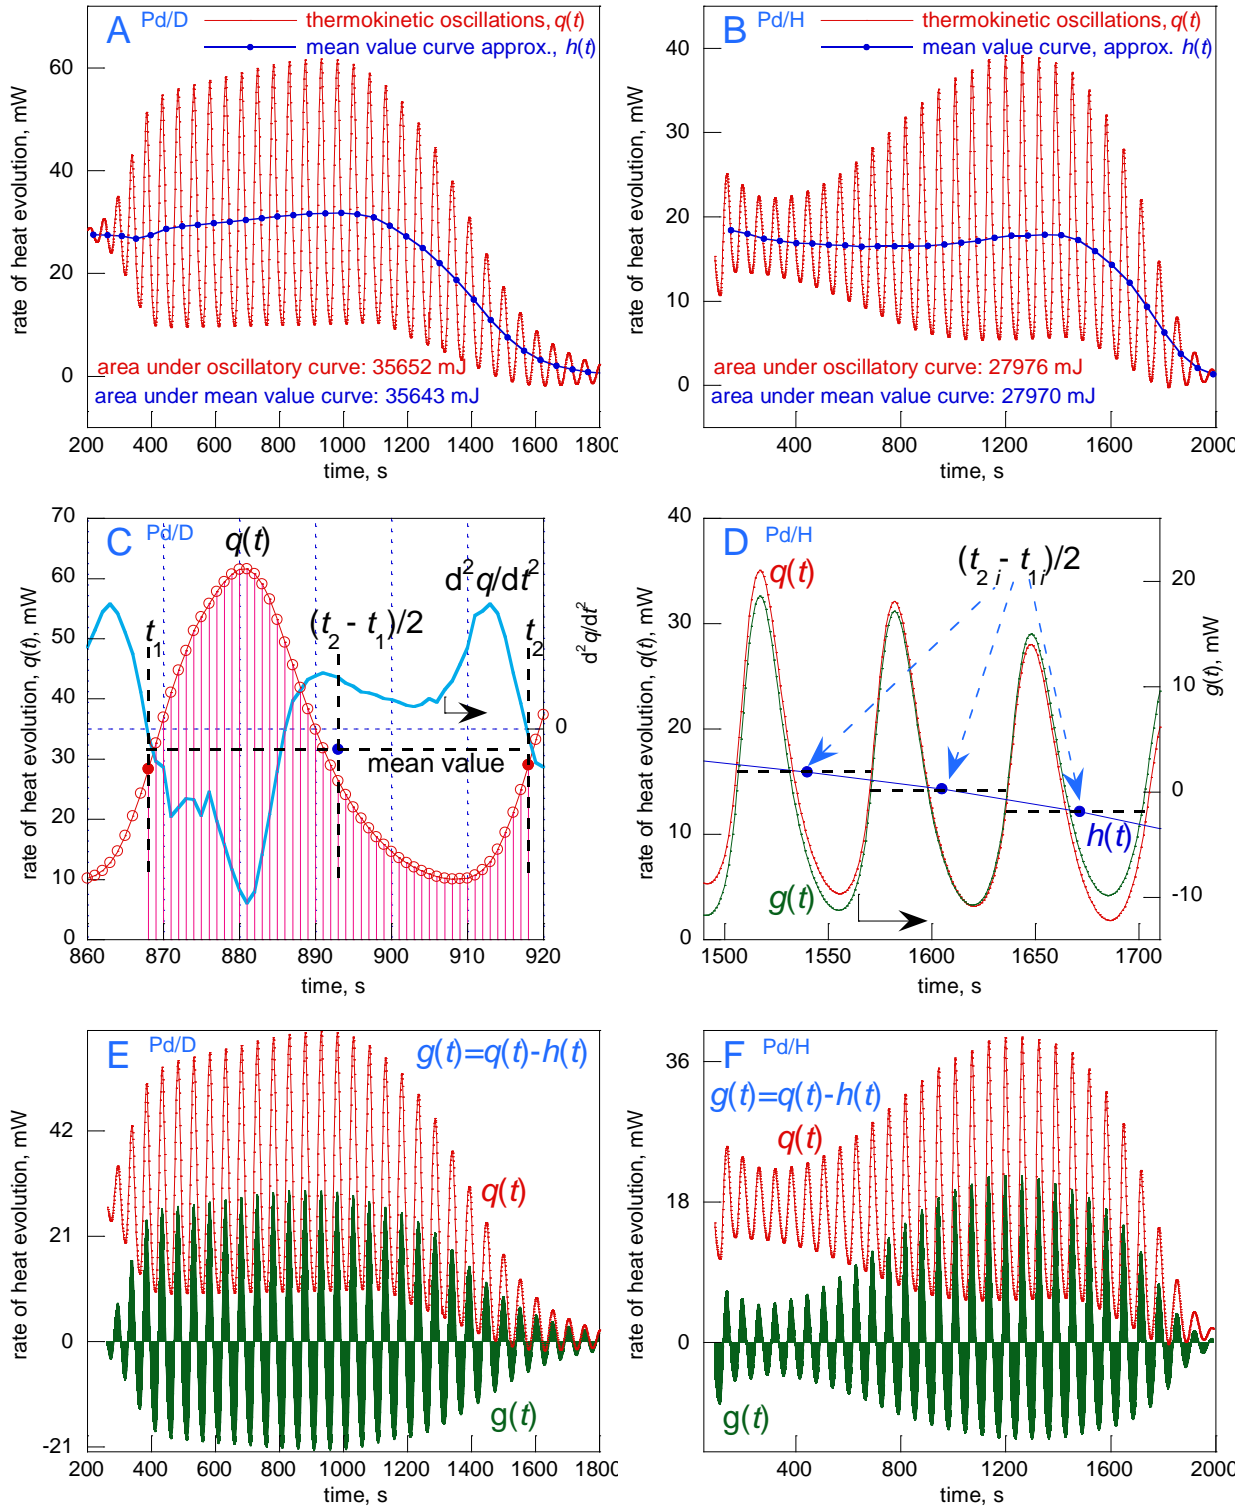 A Pd/D
thermokinetic oscillations, q(t)
mean value curve approx., h(t)
rate of heat evolution, mW
60
40
20
0
area under oscillatory curve: 35652 mJ
area under mean value curve: 35643 mJ
200 400 600 800 1000 1200 1400 1600 1800
time, s
B Pd/H
thermokinetic oscillations, q(t)
mean value curve, approx. h(t)
rate of heat evolution, mW
40
30
20
10
0
area under oscillatory curve: 27976 mJ
area under mean value curve: 27970 mJ
400 800 1200 1600 2000
time, s
C Pd/D
q(t)
d²q/dt²
t₁
(t₂ - t₁)/2
t₂
mean value
rate of heat evolution, q(t), mW
70
60
50
40
30
20
10
0
d²q/dt²
0
860 870 880 890 900 910 920
time, s
D Pd/H
(t₂ i - t₁i)/2
q(t)
h(t)
g(t)
rate of heat evolution, q(t), mW
40
30
20
10
0
g(t), mW
20
10
0
-10
1500 1550 1600 1650 1700
time, s
E Pd/D
g(t)=q(t)-h(t)
q(t)
g(t)
rate of heat evolution, mW
42
21
0
-21
200 400 600 800 1000 1200 1400 1600 1800
time, s
F Pd/H
g(t)=q(t)-h(t)
q(t)
g(t)
rate of heat evolution, mW
36
18
0
400 800 1200 1600 2000
time, s